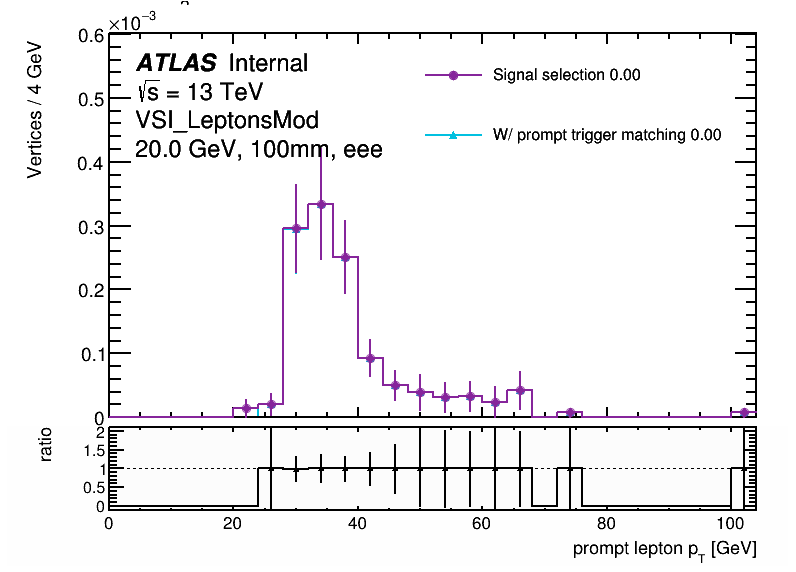 ×10⁻³
ATLAS Internal
√s = 13 TeV
VSI_LeptonsMod
20.0 GeV, 100mm, eee
Signal selection 0.00
W/ prompt trigger matching 0.00
Vertices / 4 GeV
0.6
0.5
0.4
0.3
0.2
0.1
0
ratio
2
1.5
1
0.5
0
0 20 40 60 80 100
prompt lepton p_T [GeV]